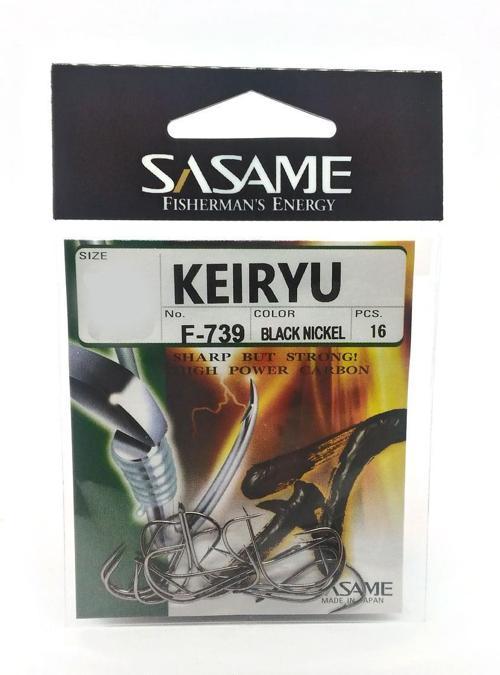 SASAME
FISHERMAN'S ENERGY
SIZE
KEIRYU
No. COLOR PCS.
F-739 BLACK NICKEL 16
SHARP BUT STRONG!
HIGH POWER CARBON
SASAME
MADE IN JAPAN